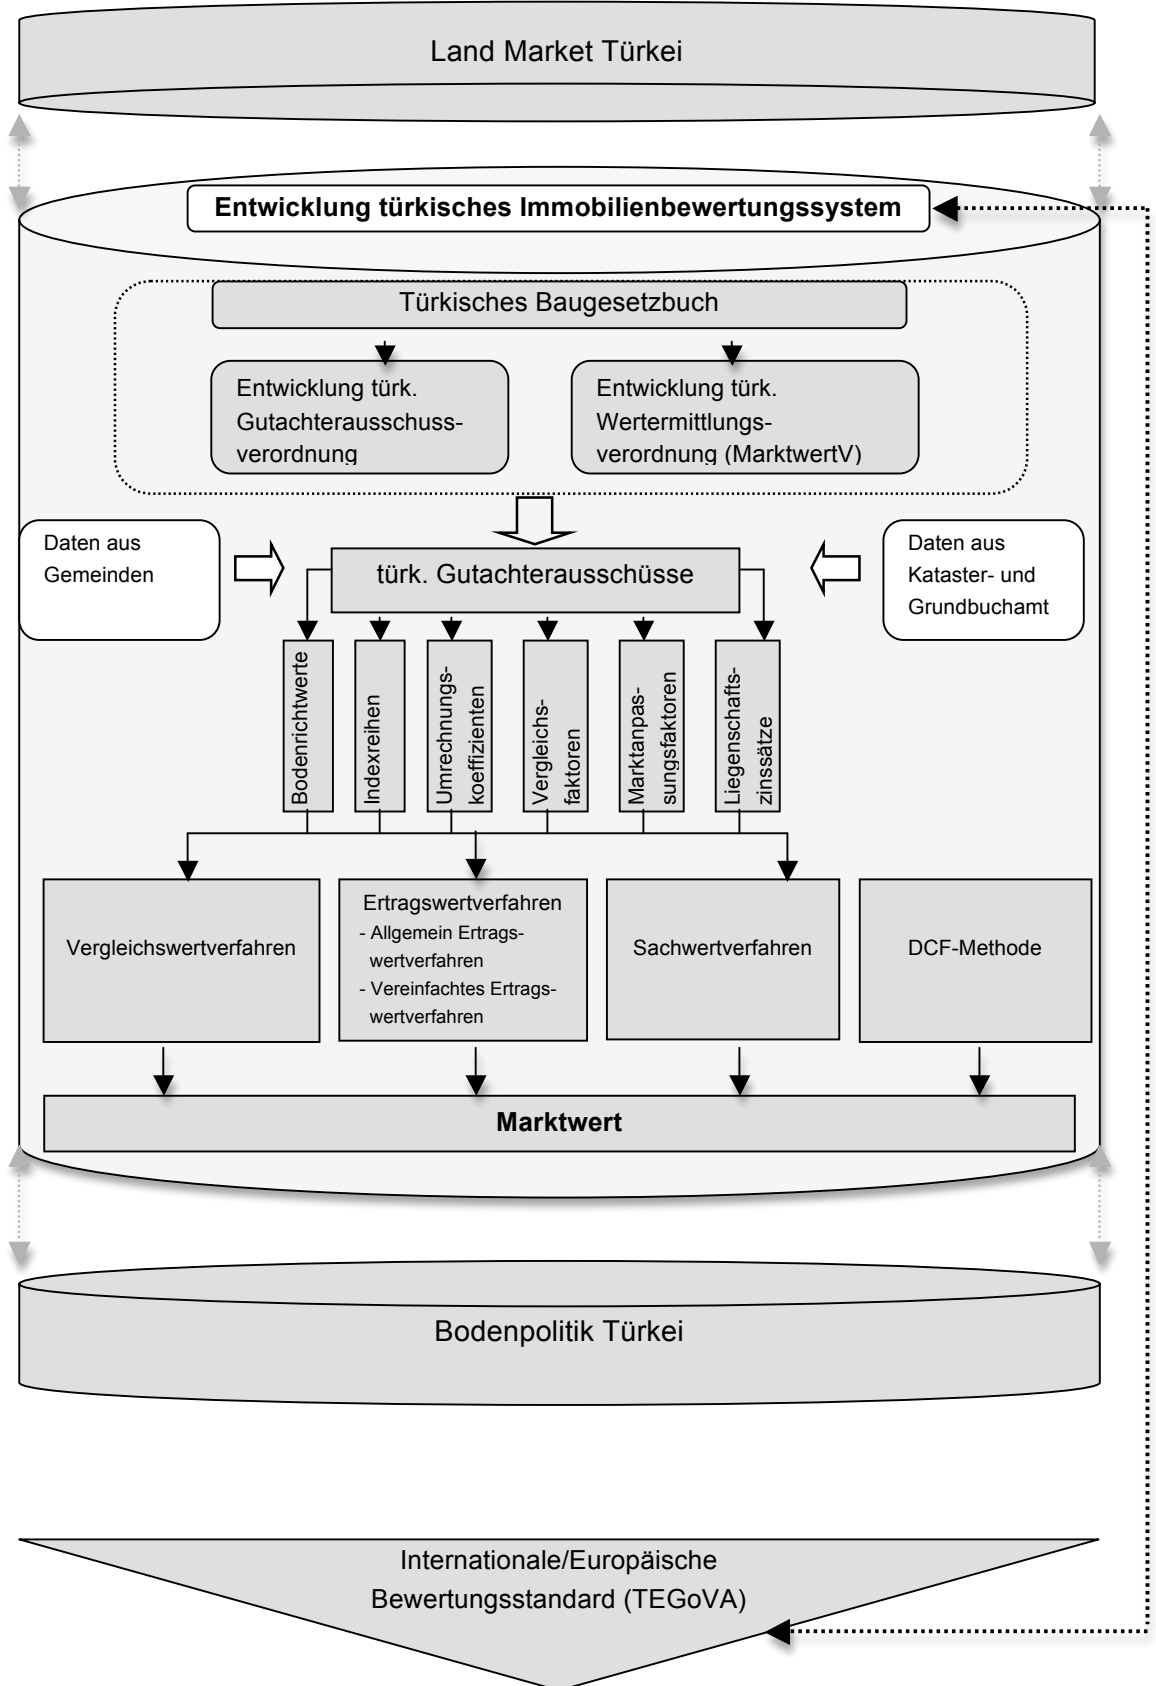 Land Market Türkei
Entwicklung türkisches Immobilienbewertungssystem
Türkisches Baugesetzbuch
Entwicklung türk.
Gutachterausschuss-
verordnung
Entwicklung türk.
Wertermittlungs-
verordnung (MarktwertV)
Daten aus
Gemeinden
türk. Gutachterausschüsse
Daten aus
Kataster- und
Grundbuchamt
Bodenrichtwerte
Indexreihen
Umrechnungs-
koeffizienten
Vergleichs-
faktoren
Marktanpas-
sungsfaktoren
Liegenschafts-
zinssätze
Vergleichswertverfahren
Ertragswertverfahren
- Allgemein Ertrags-
wertverfahren
- Vereinfachtes Ertrags-
wertverfahren
Sachwertverfahren
DCF-Methode
Marktwert
Bodenpolitik Türkei
Internationale/Europäische
Bewertungsstandard (TEGoVA)